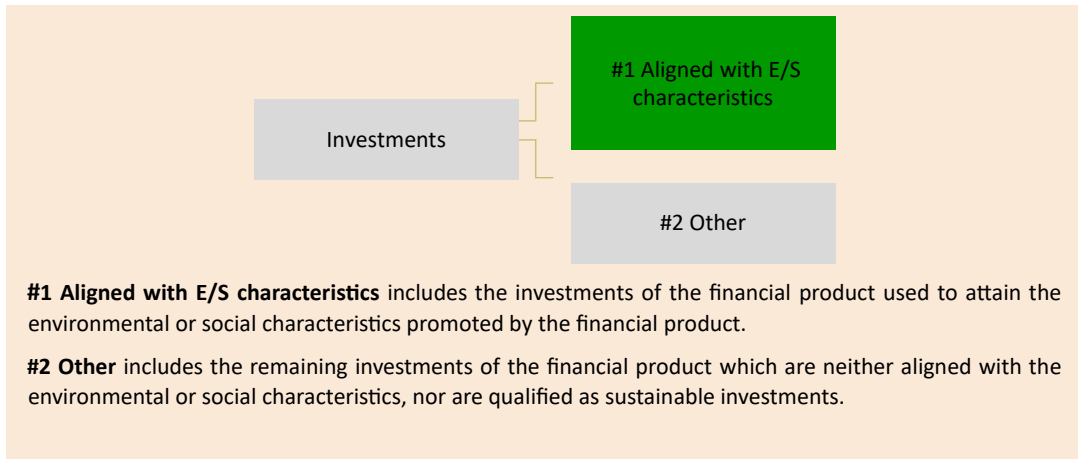 #1 Aligned with E/S
characteristics
Investments
#2 Other
#1 Aligned with E/S characteristics includes the investments of the financial product used to attain the
environmental or social characteristics promoted by the financial product.
#2 Other includes the remaining investments of the financial product which are neither aligned with the
environmental or social characteristics, nor are qualified as sustainable investments.